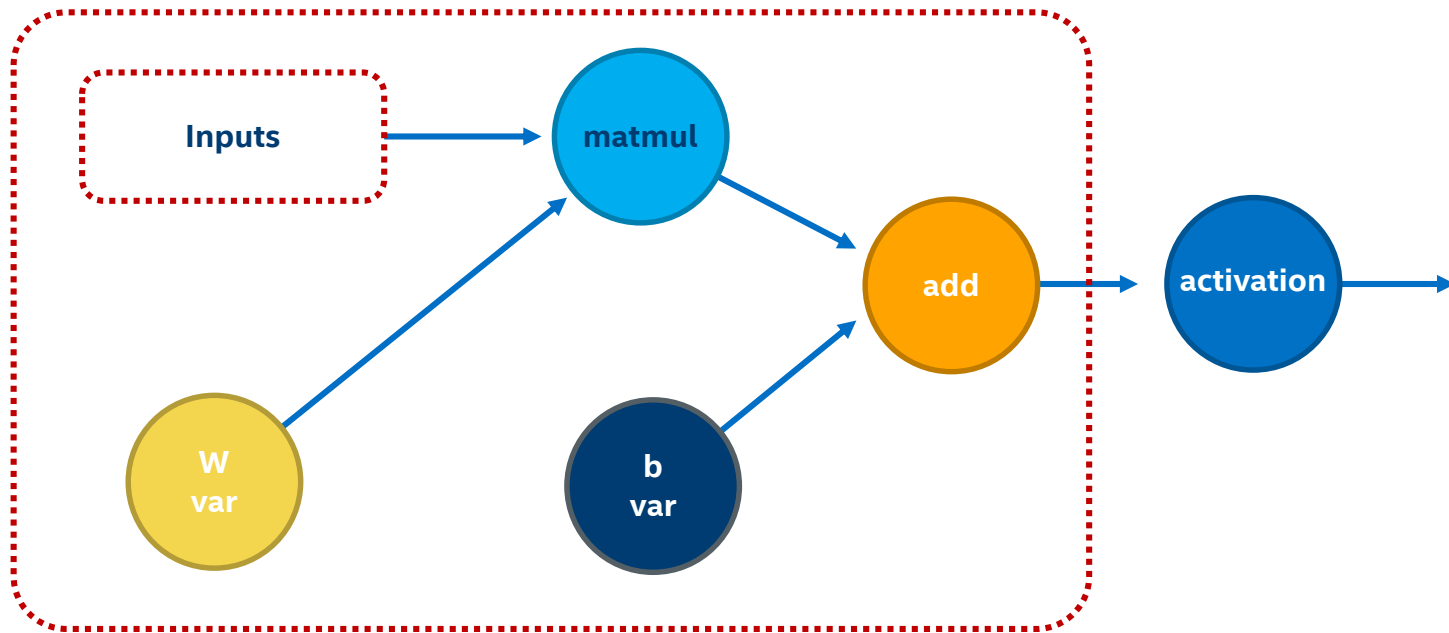 Inputs
matmul
add
activation
W
var
b
var